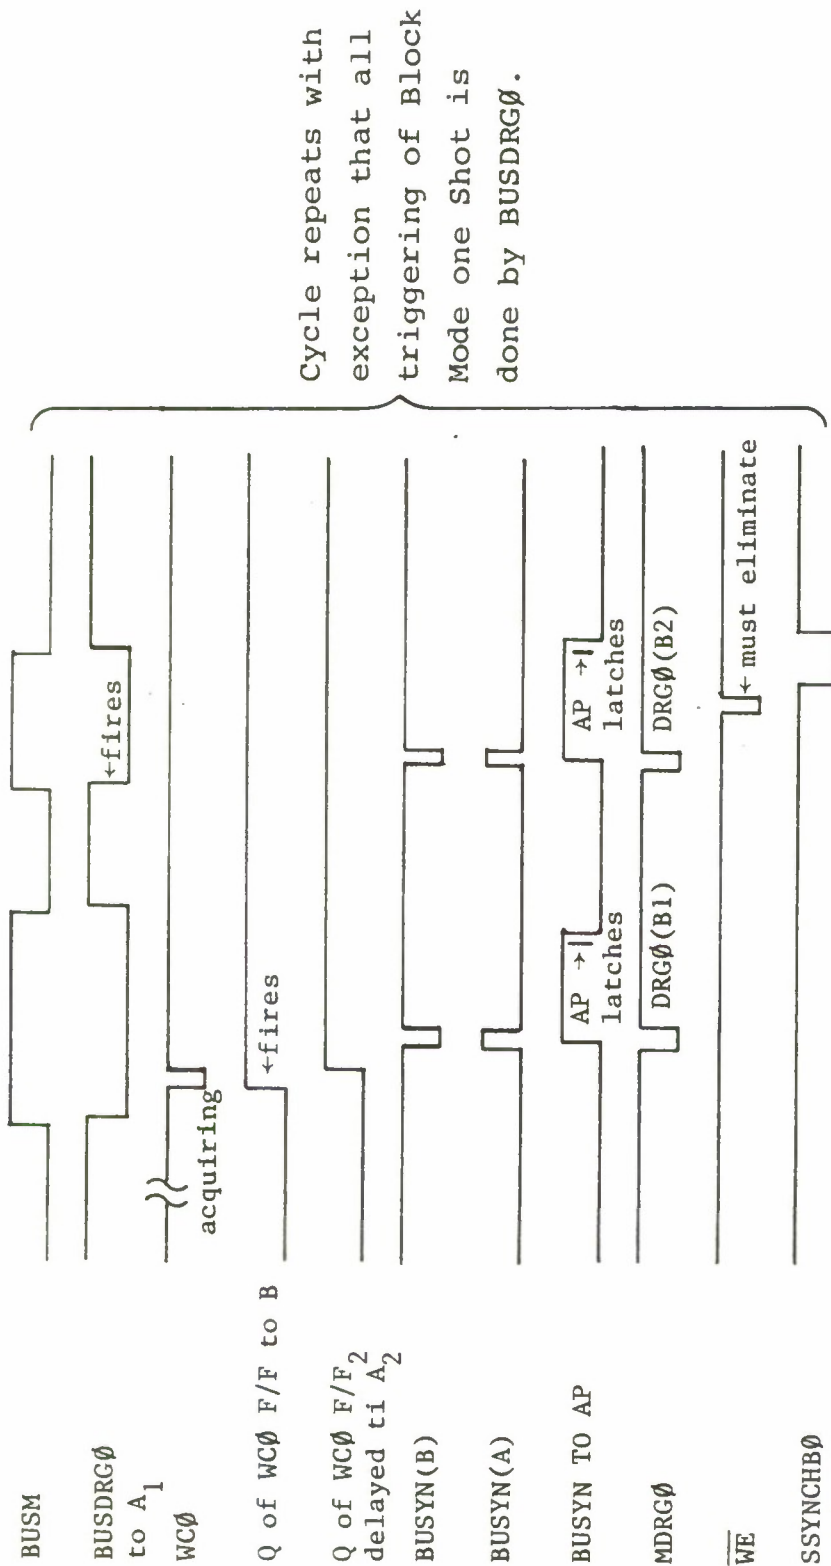 BUSM
BUSDRGØ
to A1
WCØ
acquiring
Q of WCØ F/F to B
Q of WCØ F/F2
delayed ti A2
BUSYN(B)
BUSYN(A)
BUSYN TO AP
MDRGØ
WE
SSYNCHBØ
←fires
←fires
AP →|
latches
AP →|
latches
DRGØ(B1)
DRGØ(B2)
←must eliminate
Cycle repeats with
exception that all
triggering of Block
Mode one Shot is
done by BUSDRGØ.